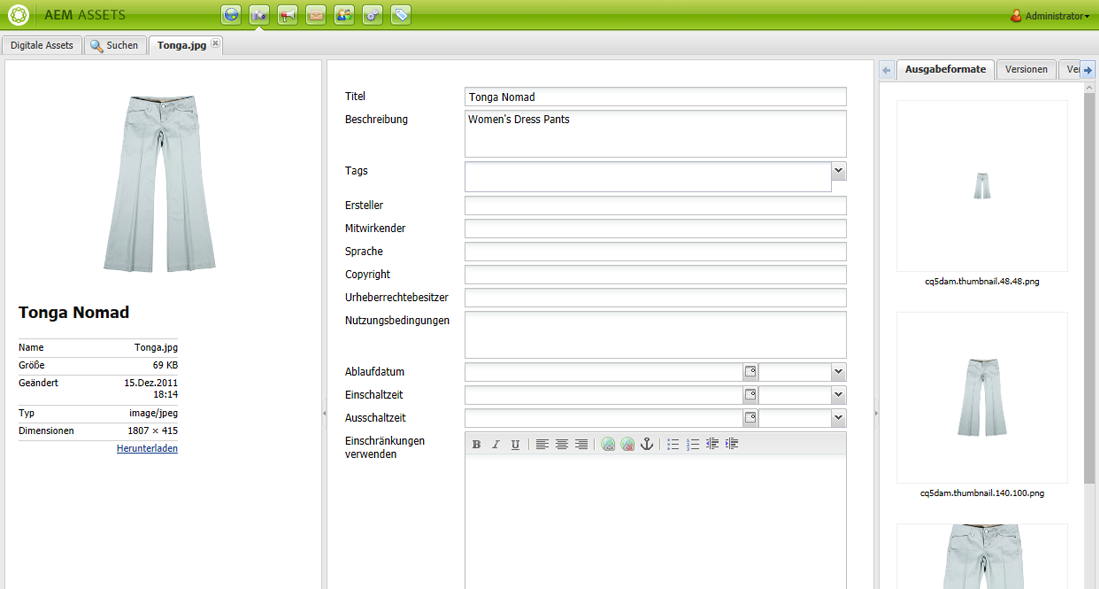 AEM ASSETS
Administrator
Digitale Assets
Suchen
Tonga.jpg
Tonga Nomad
Name Tonga.jpg
Größe 69 KB
Geändert 15.Dez.2011
18:14
Typ image/jpeg
Dimensionen 1807 × 415
Herunterladen
Titel Tonga Nomad
Beschreibung Women's Dress Pants
Tags
Ersteller
Mitwirkender
Sprache
Copyright
Urheberrechtebesitzer
Nutzungsbedingungen
Ablaufdatum
Einschaltzeit
Ausschaltzeit
Einschränkungen
verwenden
B I U
Ausgabeformate
Versionen
Ve
cq5dam.thumbnail.48.48.png
cq5dam.thumbnail.140.100.png